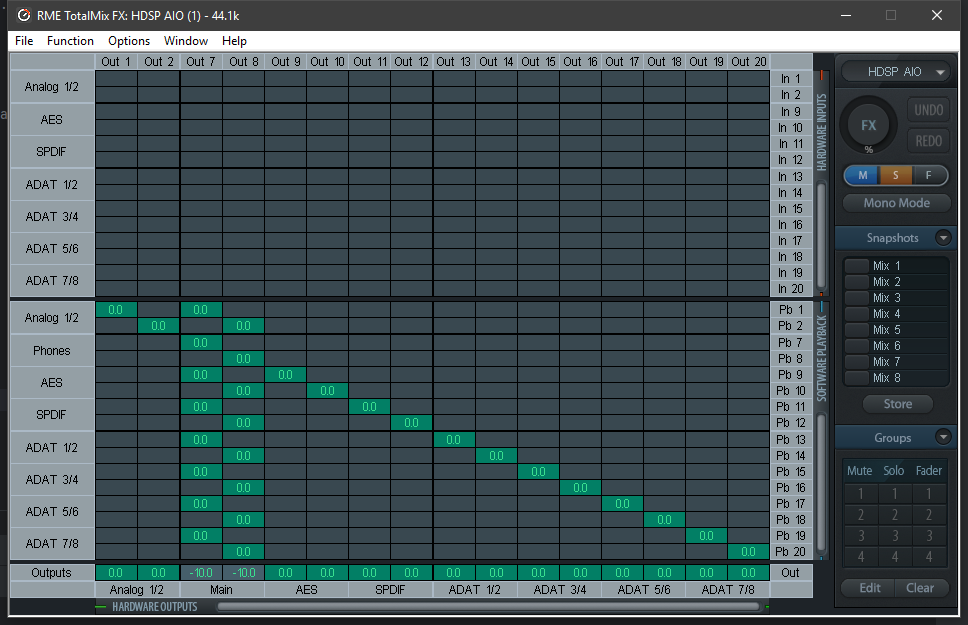 RME TotalMix FX: HDSP AIO (1) - 44.1k
File Function Options Window Help
Out 1 Out 2 Out 7 Out 8 Out 9 Out 10 Out 11 Out 12 Out 13 Out 14 Out 15 Out 16 Out 17 Out 18 Out 19 Out 20
Analog 1/2 In 1
In 2
AES In 9
In 10
SPDIF In 11
In 12
ADAT 1/2 In 13
In 14
ADAT 3/4 In 15
In 16
ADAT 5/6 In 17
In 18
ADAT 7/8 In 19
In 20
HARDWARE INPUTS
Analog 1/2 0.0 0.0 Pb 1
0.0 0.0 Pb 2
Phones 0.0 Pb 7
0.0 Pb 8
AES 0.0 0.0 Pb 9
0.0 0.0 Pb 10
SPDIF 0.0 0.0 Pb 11
0.0 0.0 Pb 12
ADAT 1/2 0.0 0.0 Pb 13
0.0 0.0 Pb 14
ADAT 3/4 0.0 0.0 Pb 15
0.0 0.0 Pb 16
ADAT 5/6 0.0 0.0 Pb 17
0.0 0.0 Pb 18
ADAT 7/8 0.0 0.0 Pb 19
0.0 0.0 Pb 20
SOFTWARE PLAYBACK
Outputs 0.0 0.0 -10.0 -10.0 0.0 0.0 0.0 0.0 0.0 0.0 0.0 0.0 0.0 0.0 0.0 0.0 Out
Analog 1/2 Main AES SPDIF ADAT 1/2 ADAT 3/4 ADAT 5/6 ADAT 7/8
HARDWARE OUTPUTS
HDSP AIO
FX
%
UNDO
REDO
M S F
Mono Mode
Snapshots
Mix 1
Mix 2
Mix 3
Mix 4
Mix 5
Mix 6
Mix 7
Mix 8
Store
Groups
Mute Solo Fader
1 1 1
2 2 2
3 3 3
4 4 4
Edit Clear